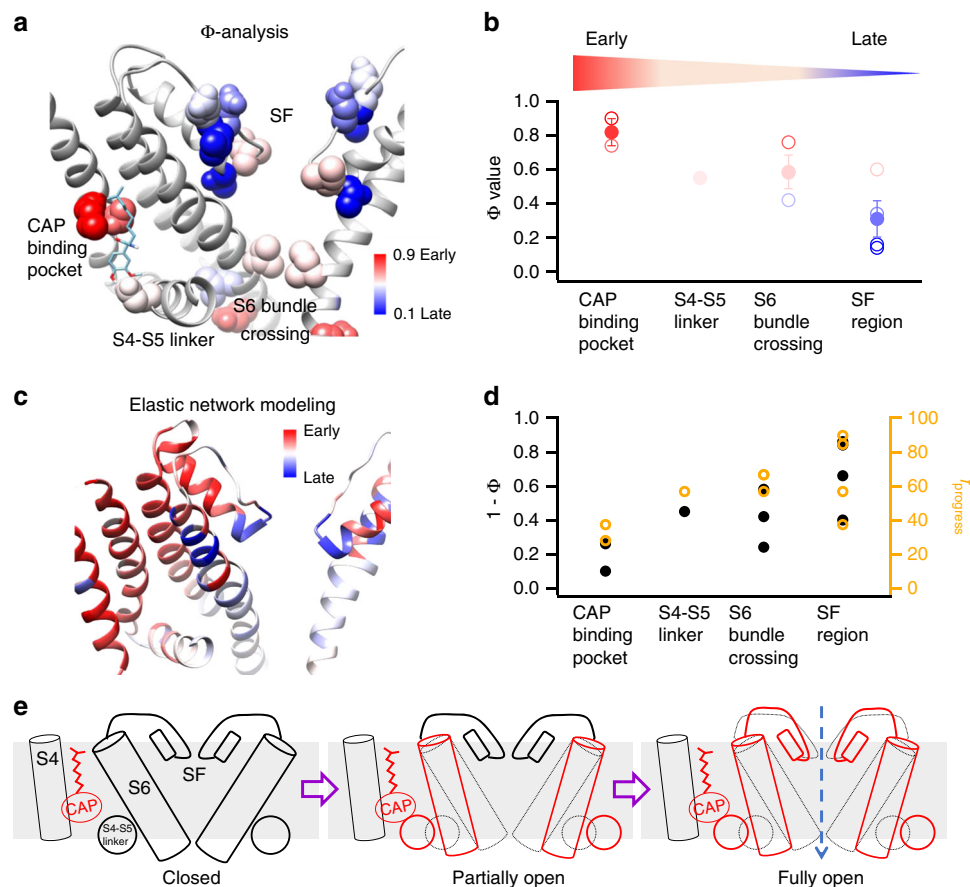 a
Φ-analysis
SF
CAP
binding
pocket
S4-S5 linker
S6 bundle
crossing
0.9 Early
0.1 Late
b
Early
Late
Φ value
1.0
0.8
0.6
0.4
0.2
0.0
CAP
binding
pocket
S4-S5
linker
S6
bundle
crossing
SF
region
c
Elastic network modeling
Early
Late
d
1 - Φ
1.0
0.8
0.6
0.4
0.2
0.0
100
80
60
40
20
0
fprogress
CAP
binding
pocket
S4-S5
linker
S6
bundle
crossing
SF
region
e
S4
CAP
S4-S5
linker
S6
SF
Closed
CAP
Partially open
CAP
Fully open